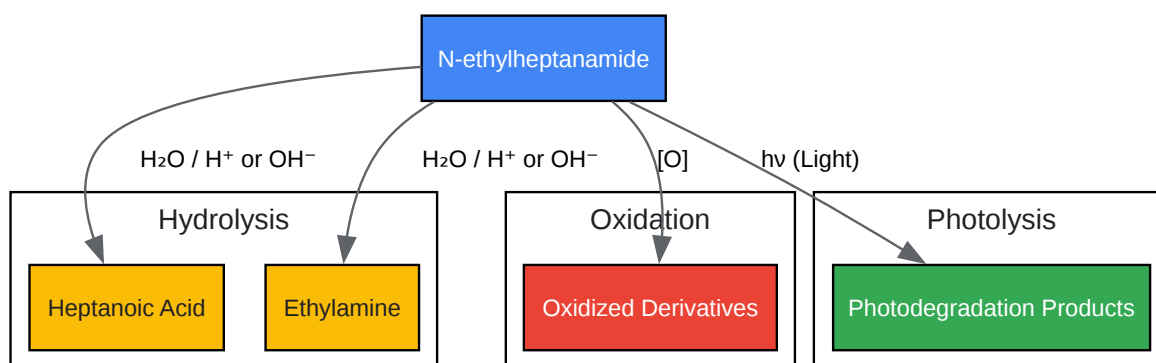 N-ethylheptanamide
H₂O / H⁺ or OH⁻
H₂O / H⁺ or OH⁻
[O]
hν (Light)
Hydrolysis
Oxidation
Photolysis
Heptanoic Acid
Ethylamine
Oxidized Derivatives
Photodegradation Products